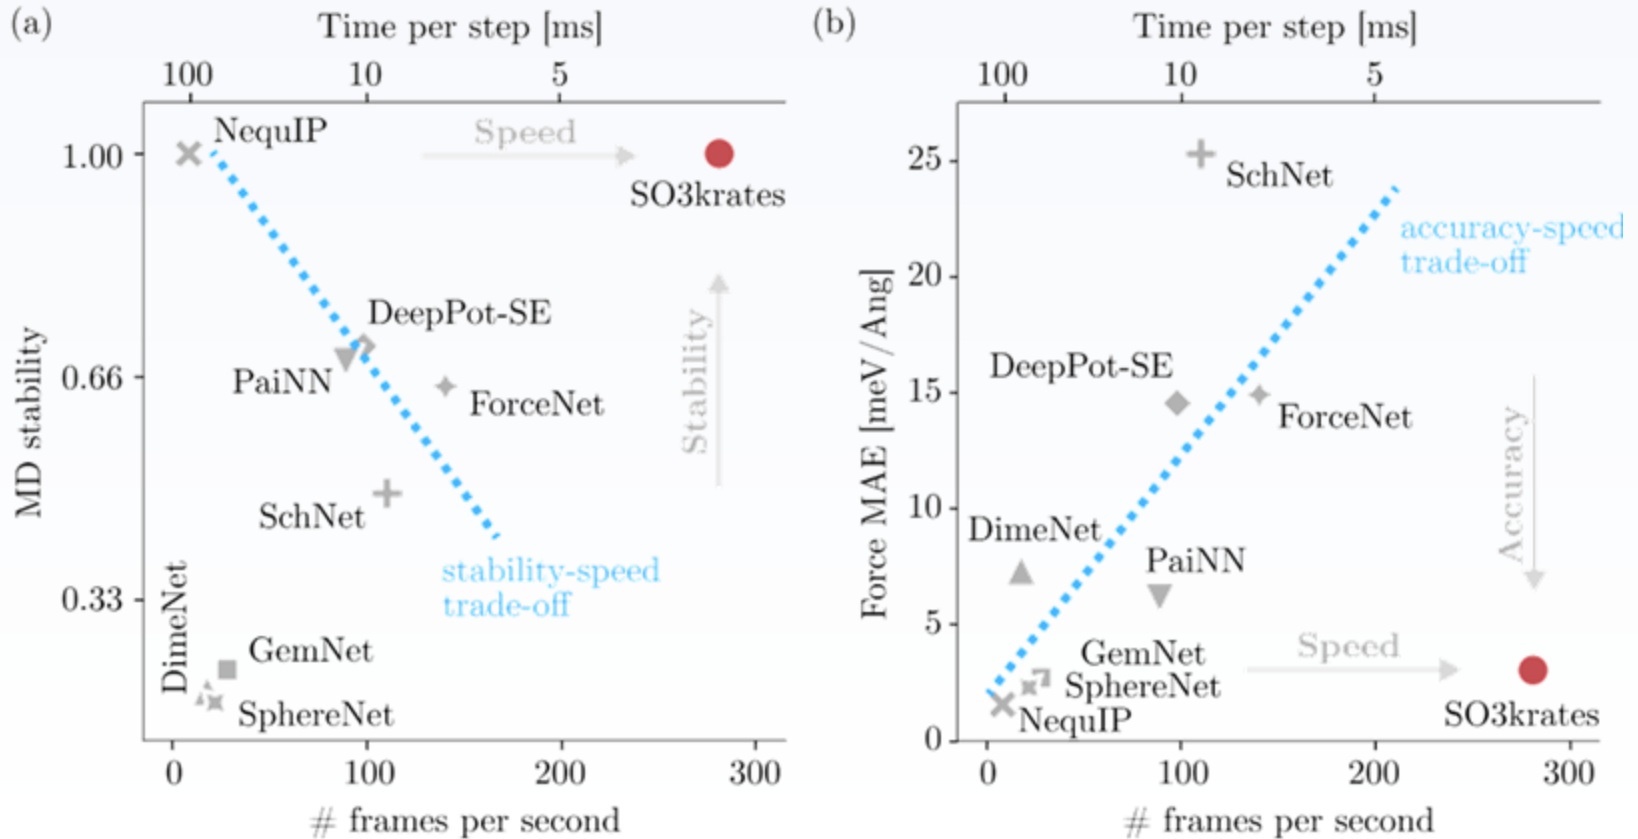 (a)
Time per step [ms]
100 10 5
NequIP
Speed
1.00
SO3krates
DeepPot-SE
Stability
MD stability
0.66
PaiNN
ForceNet
SchNet
stability-speed
trade-off
0.33
DimeNet
GemNet
SphereNet
0 100 200 300
# frames per second
(b)
Time per step [ms]
100 10 5
25
SchNet
accuracy-speed
trade-off
20
Force MAE [meV/Ang]
DeepPot-SE
15
ForceNet
Accuracy
10
DimeNet
PaiNN
5
GemNet
Speed
SphereNet
NequIP
SO3krates
0
0 100 200 300
# frames per second